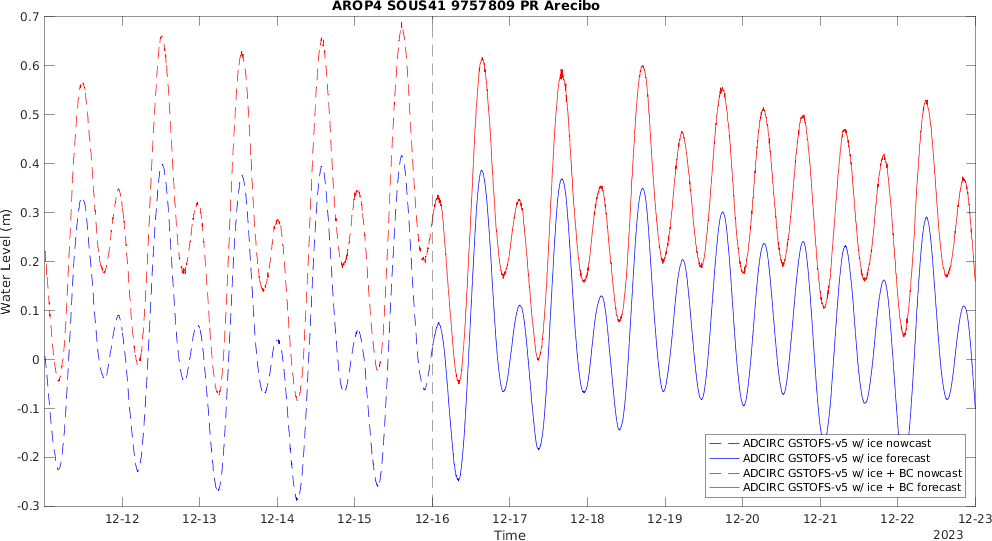 AROP4 SOUS41 9757809 PR Arecibo
0.7
0.6
0.5
0.4
0.3
0.2
0.1
0
-0.1
-0.2
-0.3
Water Level (m)
ADCIRC GSTOFS-v5 w/ ice nowcast
ADCIRC GSTOFS-v5 w/ ice forecast
ADCIRC GSTOFS-v5 w/ ice + BC nowcast
ADCIRC GSTOFS-v5 w/ ice + BC forecast
12-12 12-13 12-14 12-15 12-16 12-17 12-18 12-19 12-20 12-21 12-22 12-23
Time
2023